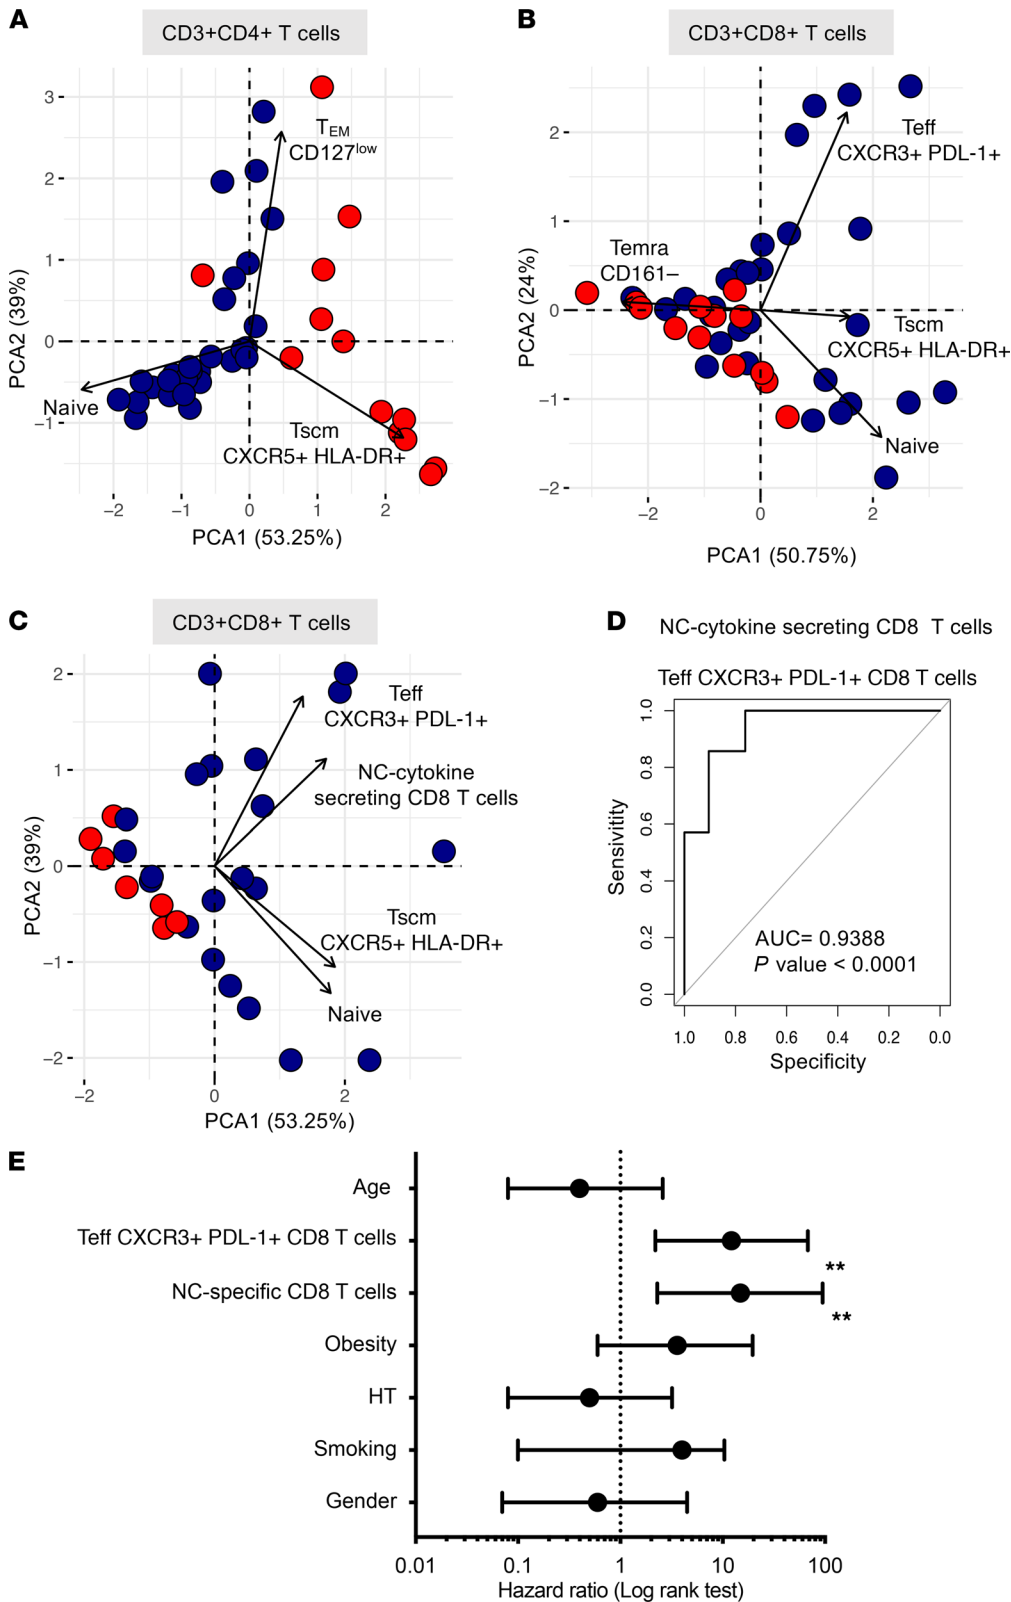 A
CD3+CD4+ T cells
3
2
1
0
−1
−2
−1
0
1
2
PCA2 (39%)
PCA1 (53.25%)
TEM
CD127low
Naive
Tscm
CXCR5+ HLA-DR+
B
CD3+CD8+ T cells
2
1
0
−1
−2
−2
0
2
PCA2 (24%)
PCA1 (50.75%)
Teff
CXCR3+ PDL-1+
Temra
CD161−
Tscm
CXCR5+ HLA-DR+
Naive
C
CD3+CD8+ T cells
2
1
0
−1
−2
−2
0
2
PCA2 (39%)
PCA1 (53.25%)
Teff
CXCR3+ PDL-1+
NC-cytokine
secreting CD8 T cells
Tscm
CXCR5+ HLA-DR+
Naive
D
NC-cytokine secreting CD8 T cells
Teff CXCR3+ PDL-1+ CD8 T cells
1.0
0.8
0.6
0.4
0.2
0.0
Sensivitity
AUC= 0.9388
P value < 0.0001
1.0
0.8
0.6
0.4
0.2
0.0
Specificity
E
Age
Teff CXCR3+ PDL-1+ CD8 T cells
**
NC-specific CD8 T cells
**
Obesity
HT
Smoking
Gender
0.01
0.1
1
10
100
Hazard ratio (Log rank test)